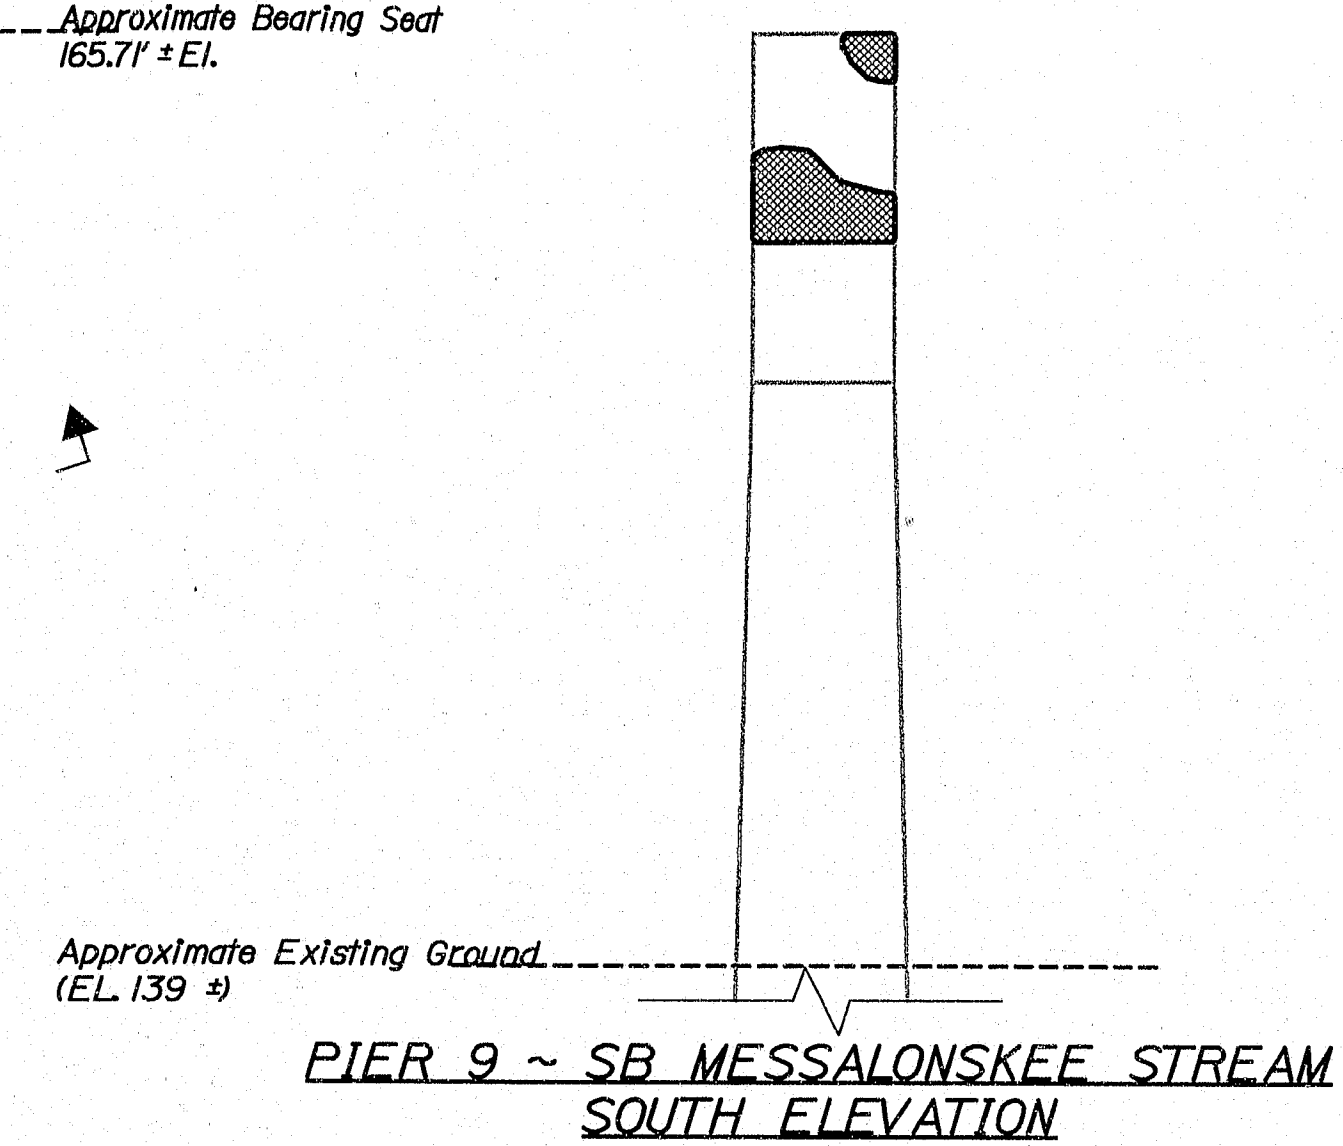 Approximate Bearing Seat
165.71' ± El.
Approximate Existing Ground
(EL. 139 ±)
PIER 9 ~ SB MESSALONSKEE STREAM
SOUTH ELEVATION